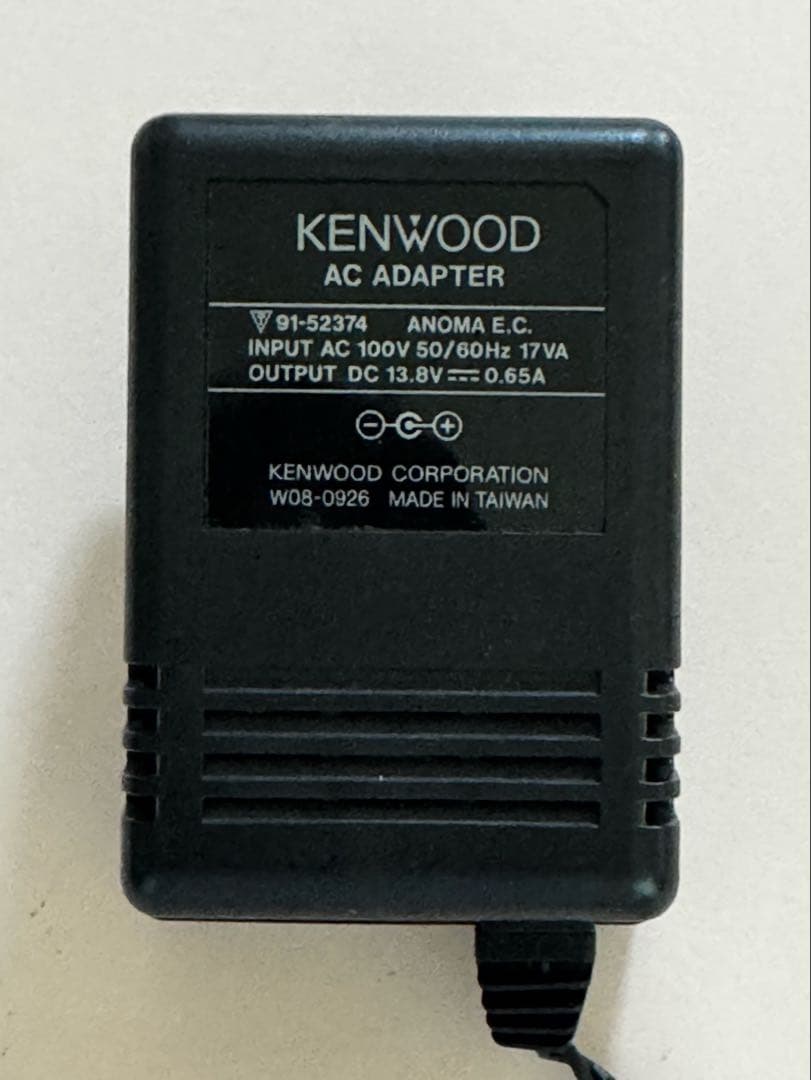 KENWOOD
AC ADAPTER
91-52374 ANOMA E.C.
INPUT AC 100V 50/60Hz 17VA
OUTPUT DC 13.8V⎓0.65A
KENWOOD CORPORATION
W08-0926 MADE IN TAIWAN